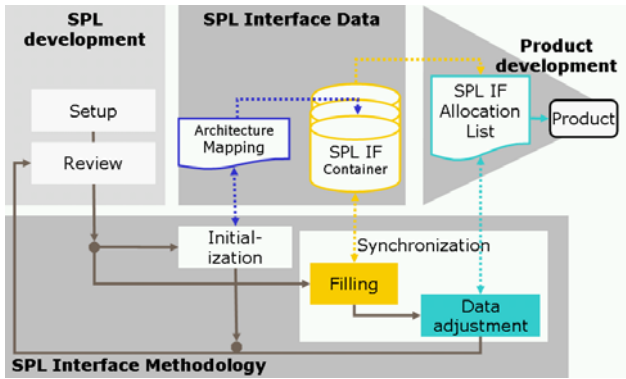 SPL
development
SPL Interface Data
Product
development
Setup
Review
Architecture
Mapping
SPL IF
Container
SPL IF
Allocation
List
Product
Initial-
ization
Synchronization
Filling
Data
adjustment
SPL Interface Methodology